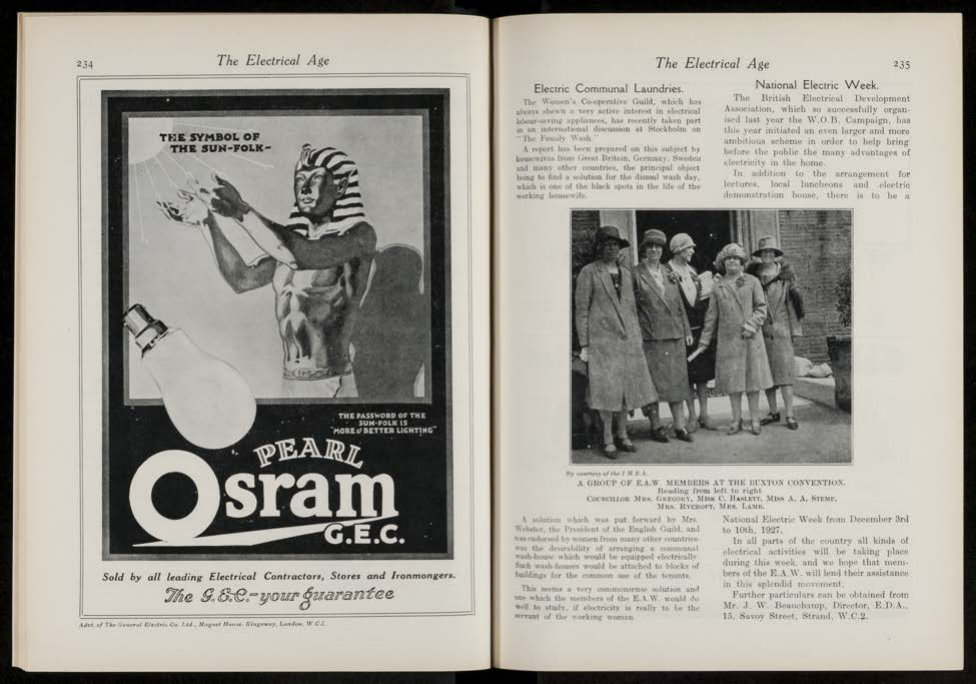 234
The Electrical Age
THE SYMBOL OF
THE SUN-FOLK-
THE PASSWORD OF THE
SUN-FOLK IS
"MORE & BETTER LIGHTING"
PEARL
Osram
G.E.C.
Sold by all leading Electrical Contractors, Stores and Ironmongers.
The G.E.C.-your guarantee
Advt. of The General Electric Co. Ltd., Magnet House, Kingsway, London, W.C.2.
The Electrical Age
235
Electric Communal Laundries.
The Women's Co-operative Guild, which has
always shewn a very active interest in electrical
labour-saving appliances, has recently taken part
in an international discussion at Stockholm on
"The Family Wash."
A report has been prepared on this subject by
housewives from Great Britain, Germany, Sweden
and many other countries, the principal object
being to find a solution for the dismal wash day,
which is one of the black spots in the life of the
working housewife.
National Electric Week.
The British Electrical Development
Association, which so successfully organ-
ised last year the W.O.B. Campaign, has
this year initiated an even larger and more
ambitious scheme in order to help bring
before the public the many advantages of
electricity in the home.
In addition to the arrangement for
lectures, local luncheons and electric
demonstration house, there is to be a
By courtesy of the I.M.E.A.
A GROUP OF E.A.W. MEMBERS AT THE BUXTON CONVENTION.
Reading from left to right
COUNCILLOR MRS. GREGORY, MISS C. HASLETT, MISS A. A. STEMP,
MRS. RYCROFT, MRS. LAMB.
A solution which was put forward by Mrs.
Webster, the President of the English Guild, and
was endorsed by women from many other countries,
was the desirability of arranging a communal
wash-house which would be equipped electrically
Such wash-houses would be attached to blocks of
buildings for the common use of the tenants.
This seems a very commonsense solution and
one which the members of the E.A.W. would do
well to study, if electricity is really to be the
servant of the working woman
National Electric Week from December 3rd
to 10th, 1927.
In all parts of the country all kinds of
electrical activities will be taking place
during this week, and we hope that mem-
bers of the E.A.W. will lend their assistance
in this splendid movement.
Further particulars can be obtained from
Mr. J. W. Beauchamp, Director, E.D.A.,
15, Savoy Street, Strand, W.C.2.